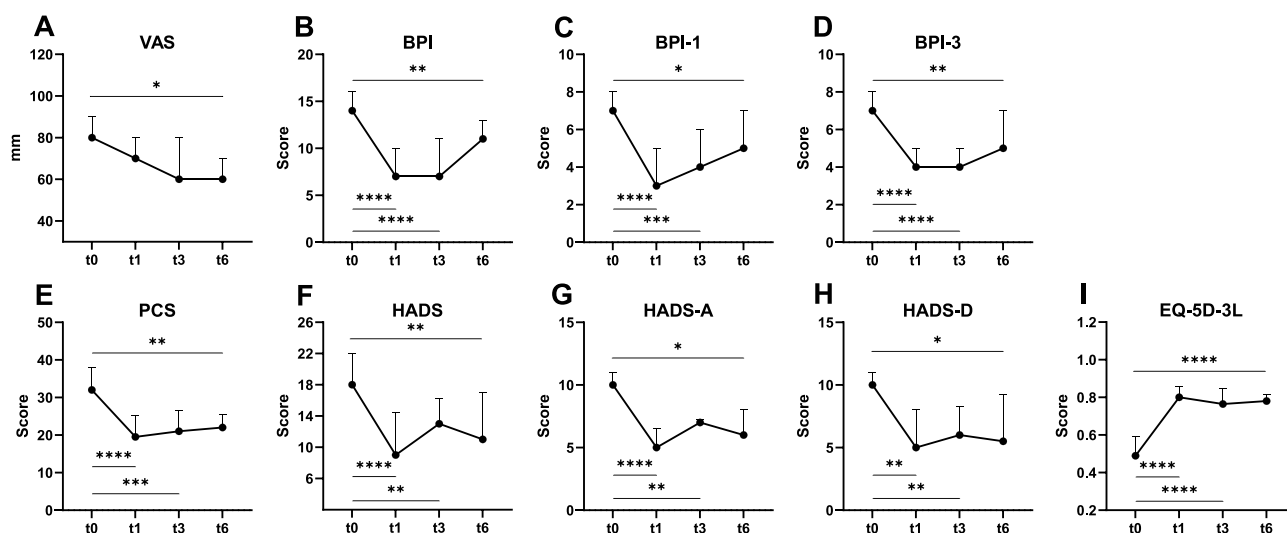 A
VAS
mm
120
100
80
60
40
*
t0 t1 t3 t6
B
BPI
Score
20
15
10
5
0
**
****
****
t0 t1 t3 t6
C
BPI-1
Score
10
8
6
4
2
0
*
****
***
t0 t1 t3 t6
D
BPI-3
Score
10
8
6
4
2
0
**
****
****
t0 t1 t3 t6
E
PCS
Score
50
40
30
20
10
0
**
****
***
t0 t1 t3 t6
F
HADS
Score
26
22
18
14
10
6
**
****
**
t0 t1 t3 t6
G
HADS-A
Score
15
10
5
0
*
****
**
t0 t1 t3 t6
H
HADS-D
Score
15
10
5
0
*
**
**
t0 t1 t3 t6
I
EQ-5D-3L
Score
1.2
1.0
0.8
0.6
0.4
0.2
****
****
****
t0 t1 t3 t6